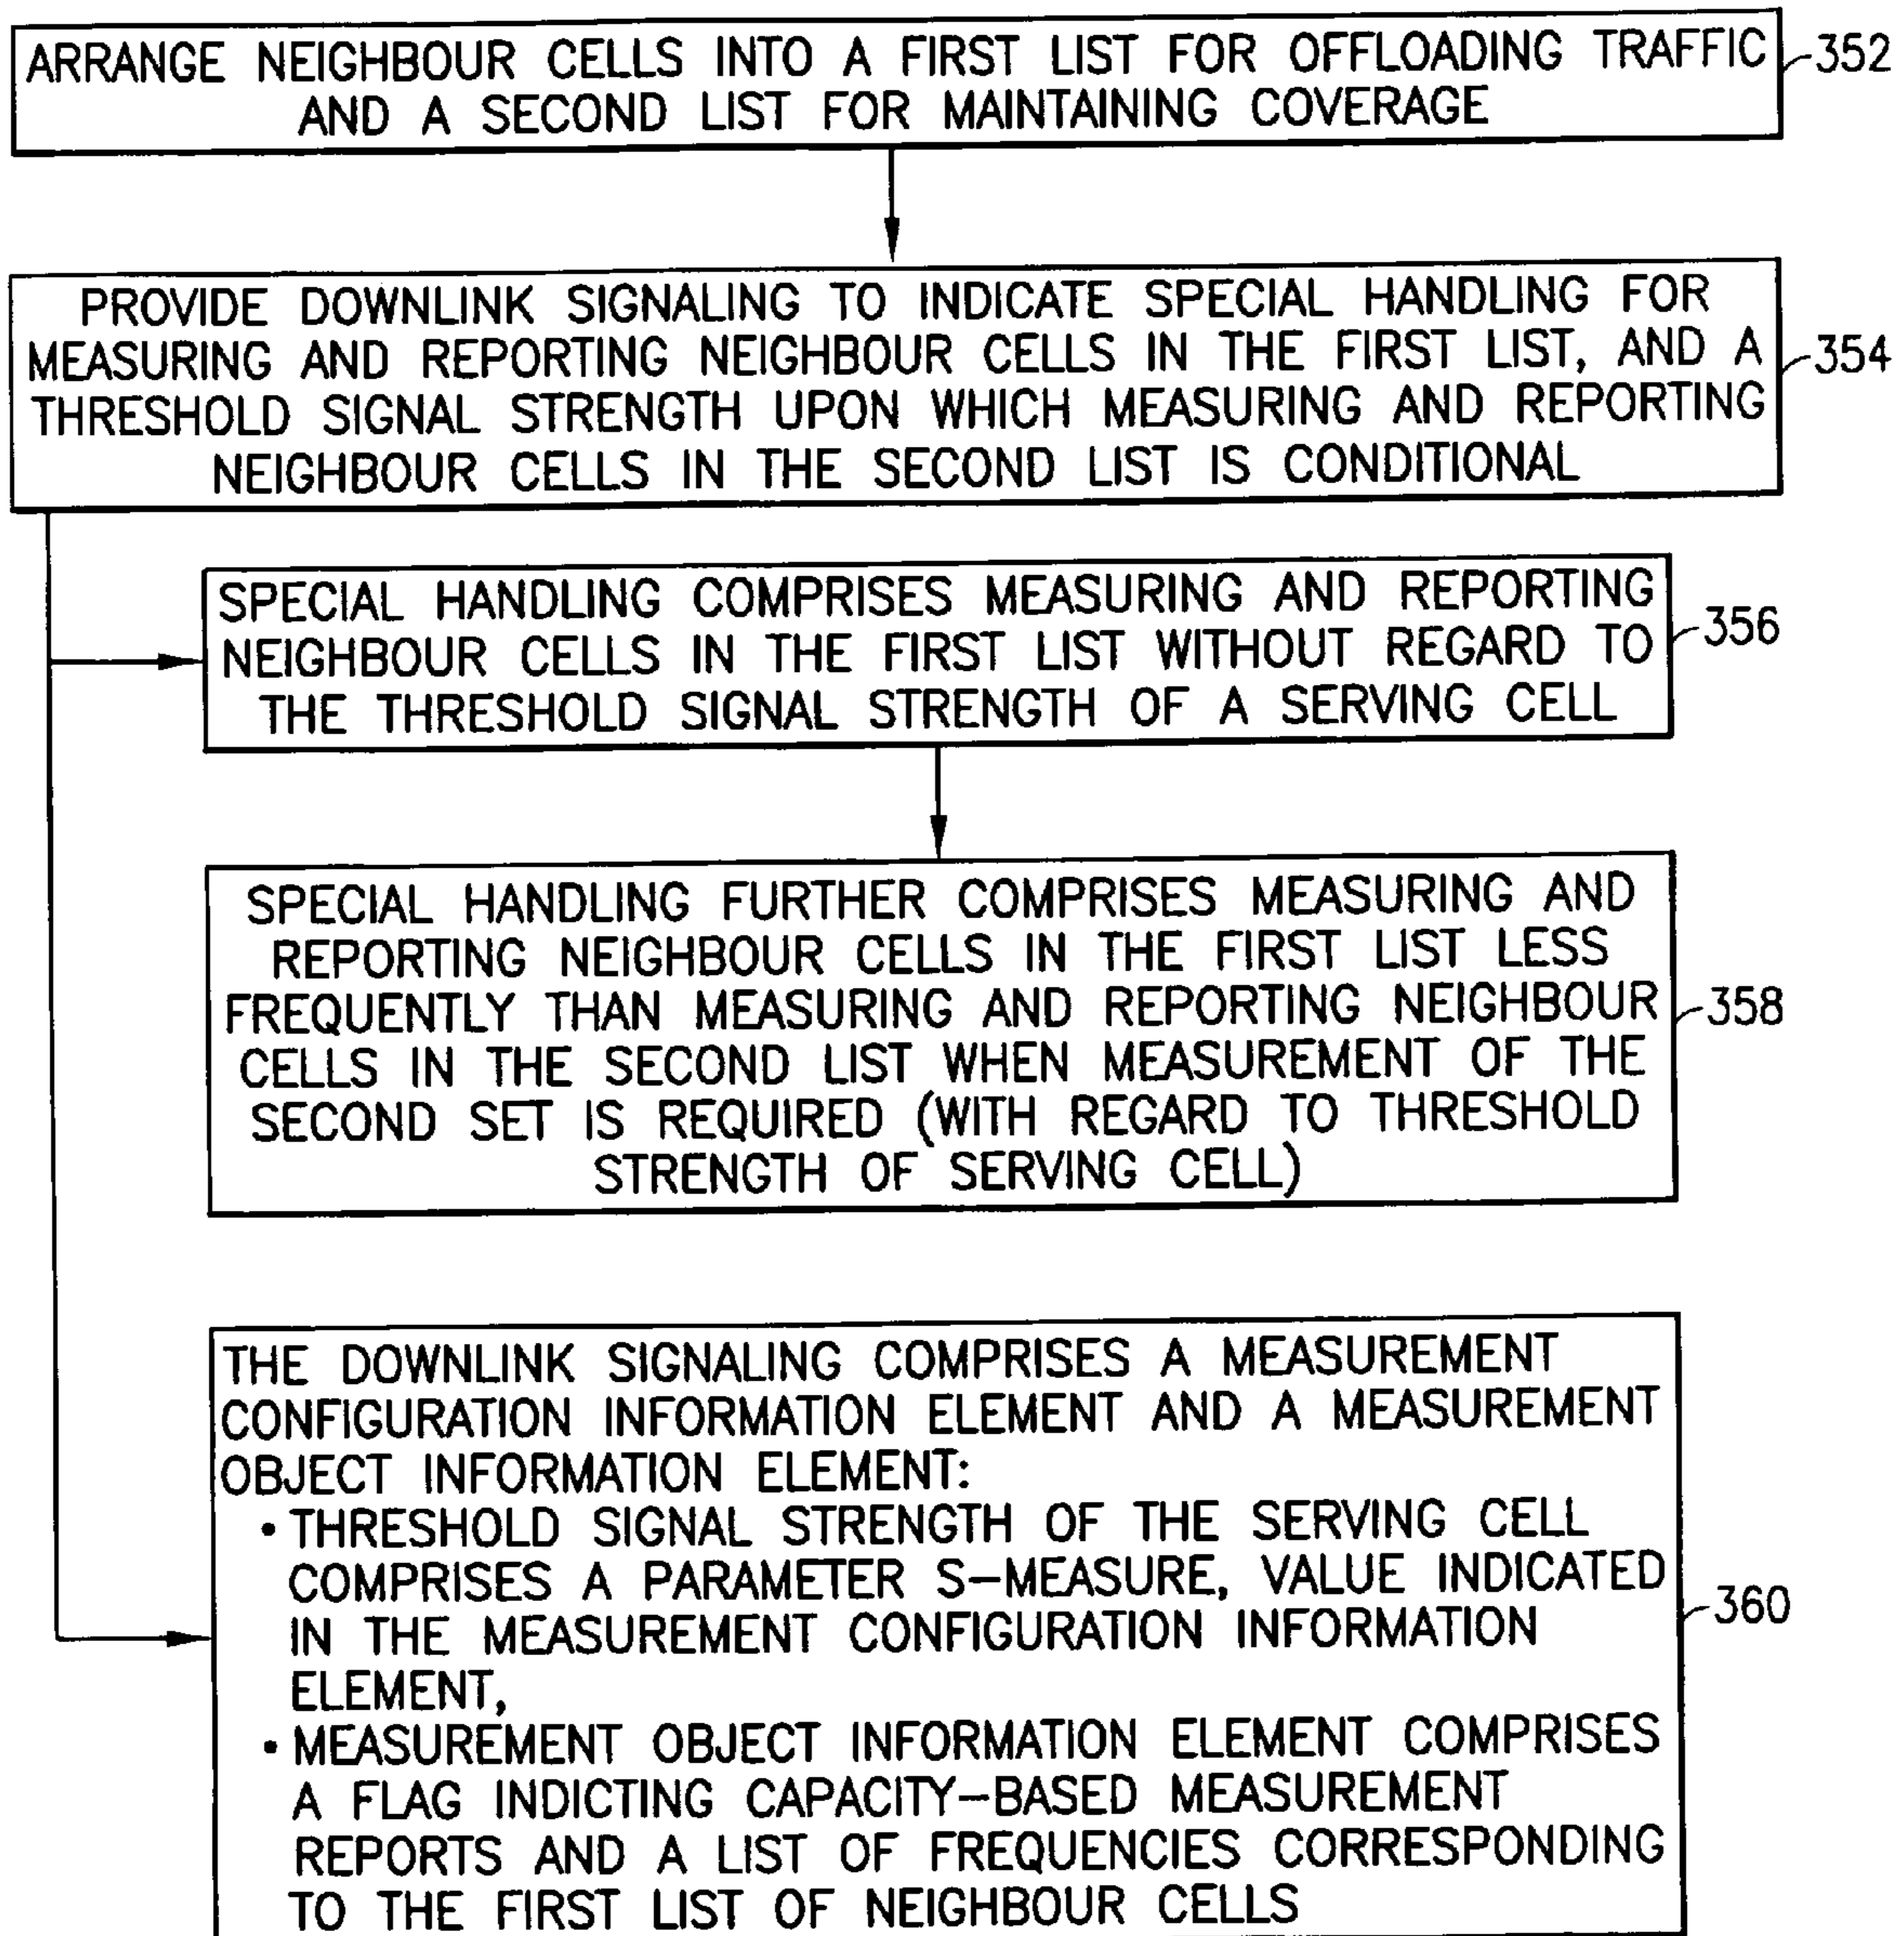 ARRANGE NEIGHBOUR CELLS INTO A FIRST LIST FOR OFFLOADING TRAFFIC
AND A SECOND LIST FOR MAINTAINING COVERAGE
352
PROVIDE DOWNLINK SIGNALING TO INDICATE SPECIAL HANDLING FOR
MEASURING AND REPORTING NEIGHBOUR CELLS IN THE FIRST LIST, AND A
THRESHOLD SIGNAL STRENGTH UPON WHICH MEASURING AND REPORTING
NEIGHBOUR CELLS IN THE SECOND LIST IS CONDITIONAL
354
SPECIAL HANDLING COMPRISES MEASURING AND REPORTING
NEIGHBOUR CELLS IN THE FIRST LIST WITHOUT REGARD TO
THE THRESHOLD SIGNAL STRENGTH OF A SERVING CELL
356
SPECIAL HANDLING FURTHER COMPRISES MEASURING AND
REPORTING NEIGHBOUR CELLS IN THE FIRST LIST LESS
FREQUENTLY THAN MEASURING AND REPORTING NEIGHBOUR
CELLS IN THE SECOND LIST WHEN MEASUREMENT OF THE
SECOND SET IS REQUIRED (WITH REGARD TO THRESHOLD
STRENGTH OF SERVING CELL)
358
THE DOWNLINK SIGNALING COMPRISES A MEASUREMENT
CONFIGURATION INFORMATION ELEMENT AND A MEASUREMENT
OBJECT INFORMATION ELEMENT:
• THRESHOLD SIGNAL STRENGTH OF THE SERVING CELL
COMPRISES A PARAMETER S-MEASURE, VALUE INDICATED
IN THE MEASUREMENT CONFIGURATION INFORMATION
ELEMENT,
• MEASUREMENT OBJECT INFORMATION ELEMENT COMPRISES
A FLAG INDICTING CAPACITY-BASED MEASUREMENT
REPORTS AND A LIST OF FREQUENCIES CORRESPONDING
TO THE FIRST LIST OF NEIGHBOUR CELLS
360